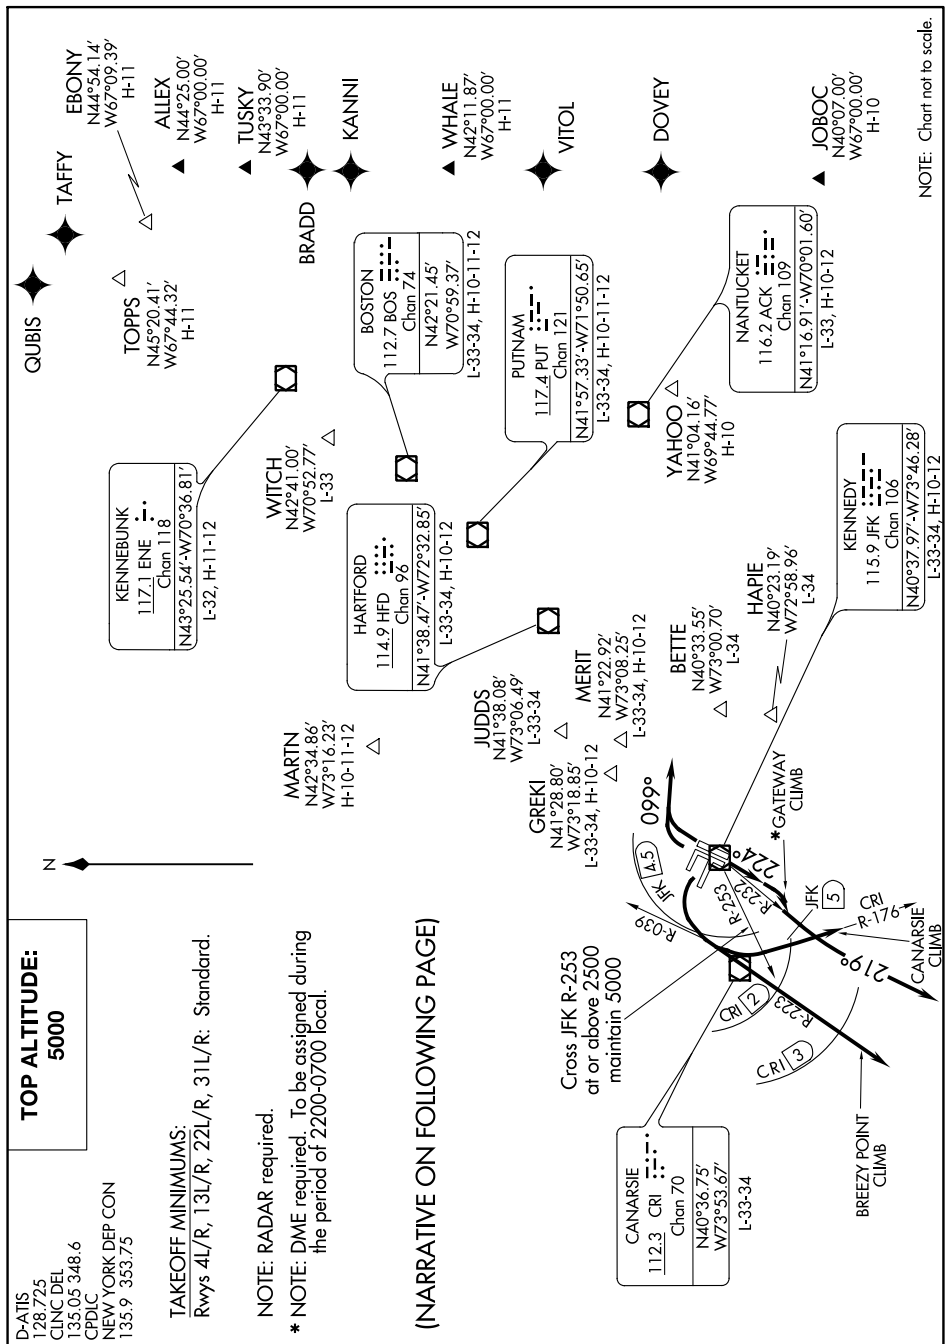 D-ATIS
128.725
CLNC DEL
135.05 348.6
CPDLC
NEW YORK DEP CON
135.9 353.75
TOP ALTITUDE:
5000
TAKEOFF MINIMUMS:
Rwys 4L/R, 13L/R, 22L/R, 31L/R: Standard.
NOTE: RADAR required.
* NOTE: DME required. To be assigned during
the period of 2200-0700 local.
(NARRATIVE ON FOLLOWING PAGE)
N
KENNEBUNK
117.1 ENE
Chan 118
N43°25.54'-W70°36.81'
L-32, H-11-12
QUBIS
TAFFY
EBONY
N44°54.14'
W67°09.39'
H-11
TOPPS
N45°20.41'
W67°44.32'
H-11
ALLEX
N44°25.00'
W67°00.00'
H-11
TUSKY
N43°33.90'
W67°00.00'
H-11
BRADD
KANNI
WHALE
N42°11.87'
W67°00.00'
H-11
VITOL
DOVEY
JOBOC
N40°07.00'
W67°00.00'
H-10
MARTN
N42°34.86'
W73°16.23'
H-10-11-12
WITCH
N42°41.00'
W70°52.77'
L-33
BOSTON
112.7 BOS
Chan 74
N42°21.45'
W70°59.37'
L-33-34, H-10-11-12
HARTFORD
114.9 HFD
Chan 96
N41°38.47'-W72°32.85'
L-33-34, H-10-12
PUTNAM
117.4 PUT
Chan 121
N41°57.33'-W71°50.65'
L-33-34, H-10-11-12
JUDDS
N41°38.08'
W73°06.49'
L-33-34
GREKI
N41°28.80'
W73°18.85'
L-33-34, H-10-12
MERIT
N41°22.92'
W73°08.25'
L-33-34, H-10-12
BETTE
N40°33.55'
W73°00.70'
L-34
HAPIE
N40°23.19'
W72°58.96'
L-34
YAHOO
N41°04.16'
W69°44.77'
H-10
NANTUCKET
116.2 ACK
Chan 109
N41°16.91'-W70°01.60'
L-33, H-10-12
KENNEDY
115.9 JFK
Chan 106
N40°37.97'-W73°46.28'
L-33-34, H-10-12
CANARSIE
112.3 CRI
Chan 70
N40°36.75'
W73°53.67'
L-33-34
Cross JFK R-253
at or above 2500
maintain 5000
JFK 4.5
R-039
099°
R-253
R-232
224°
*GATEWAY
CLIMB
JFK
5
CRI
R-176
CANARSIE
CLIMB
219°
CRI 2
R-223
CRI 3
BREEZY POINT
CLIMB
NOTE: Chart not to scale.